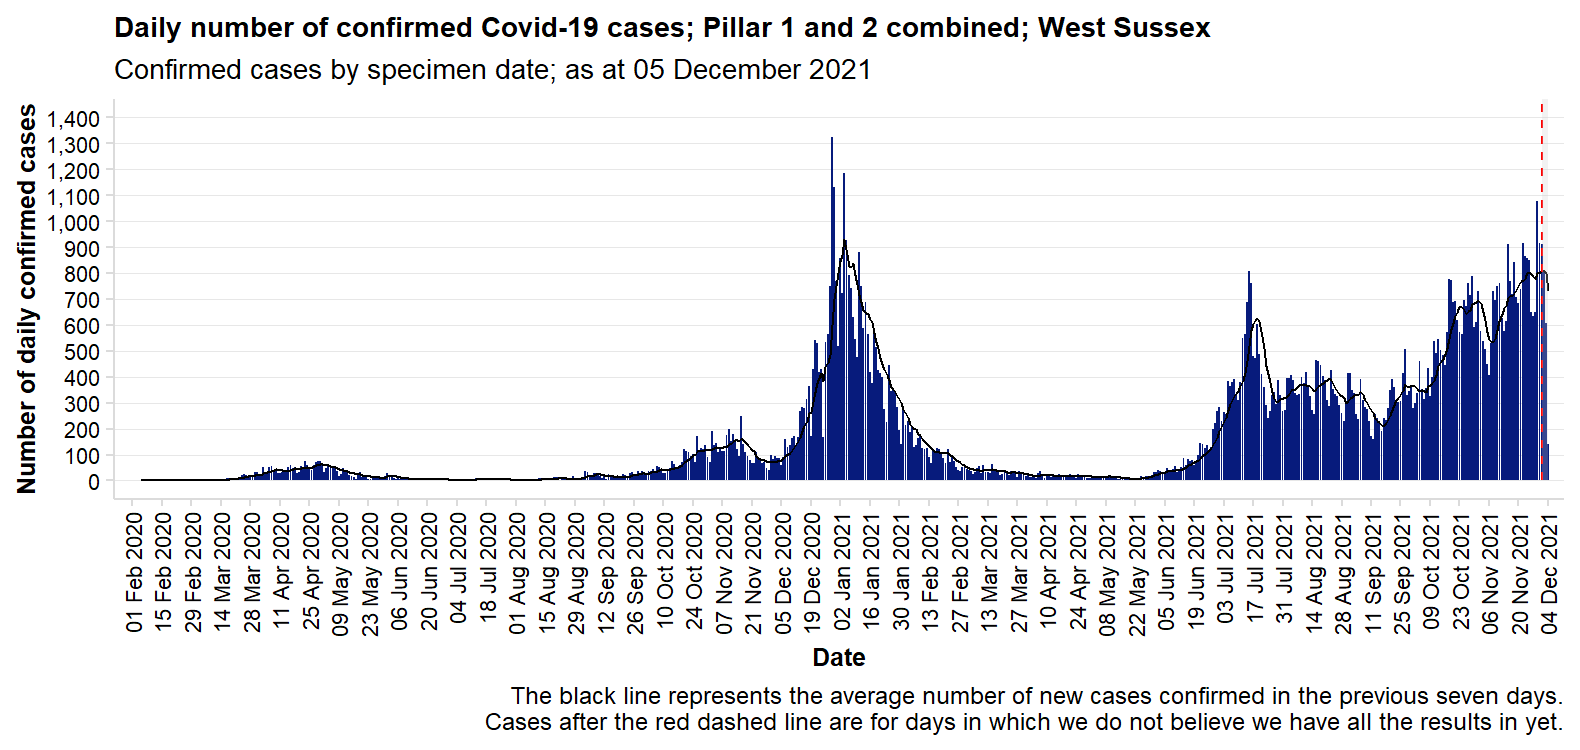 Daily number of confirmed Covid-19 cases; Pillar 1 and 2 combined; West Sussex
Confirmed cases by specimen date; as at 05 December 2021
Number of daily confirmed cases
1,400
1,300
1,200
1,100
1,000
900
800
700
600
500
400
300
200
100
0
01 Feb 2020
15 Feb 2020
29 Feb 2020
14 Mar 2020
28 Mar 2020
11 Apr 2020
25 Apr 2020
09 May 2020
23 May 2020
06 Jun 2020
20 Jun 2020
04 Jul 2020
18 Jul 2020
01 Aug 2020
15 Aug 2020
29 Aug 2020
12 Sep 2020
26 Sep 2020
10 Oct 2020
24 Oct 2020
07 Nov 2020
21 Nov 2020
05 Dec 2020
19 Dec 2020
02 Jan 2021
16 Jan 2021
30 Jan 2021
13 Feb 2021
27 Feb 2021
13 Mar 2021
27 Mar 2021
10 Apr 2021
24 Apr 2021
08 May 2021
22 May 2021
05 Jun 2021
19 Jun 2021
03 Jul 2021
17 Jul 2021
31 Jul 2021
14 Aug 2021
28 Aug 2021
11 Sep 2021
25 Sep 2021
09 Oct 2021
23 Oct 2021
06 Nov 2021
20 Nov 2021
04 Dec 2021
Date
The black line represents the average number of new cases confirmed in the previous seven days.
Cases after the red dashed line are for days in which we do not believe we have all the results in yet.